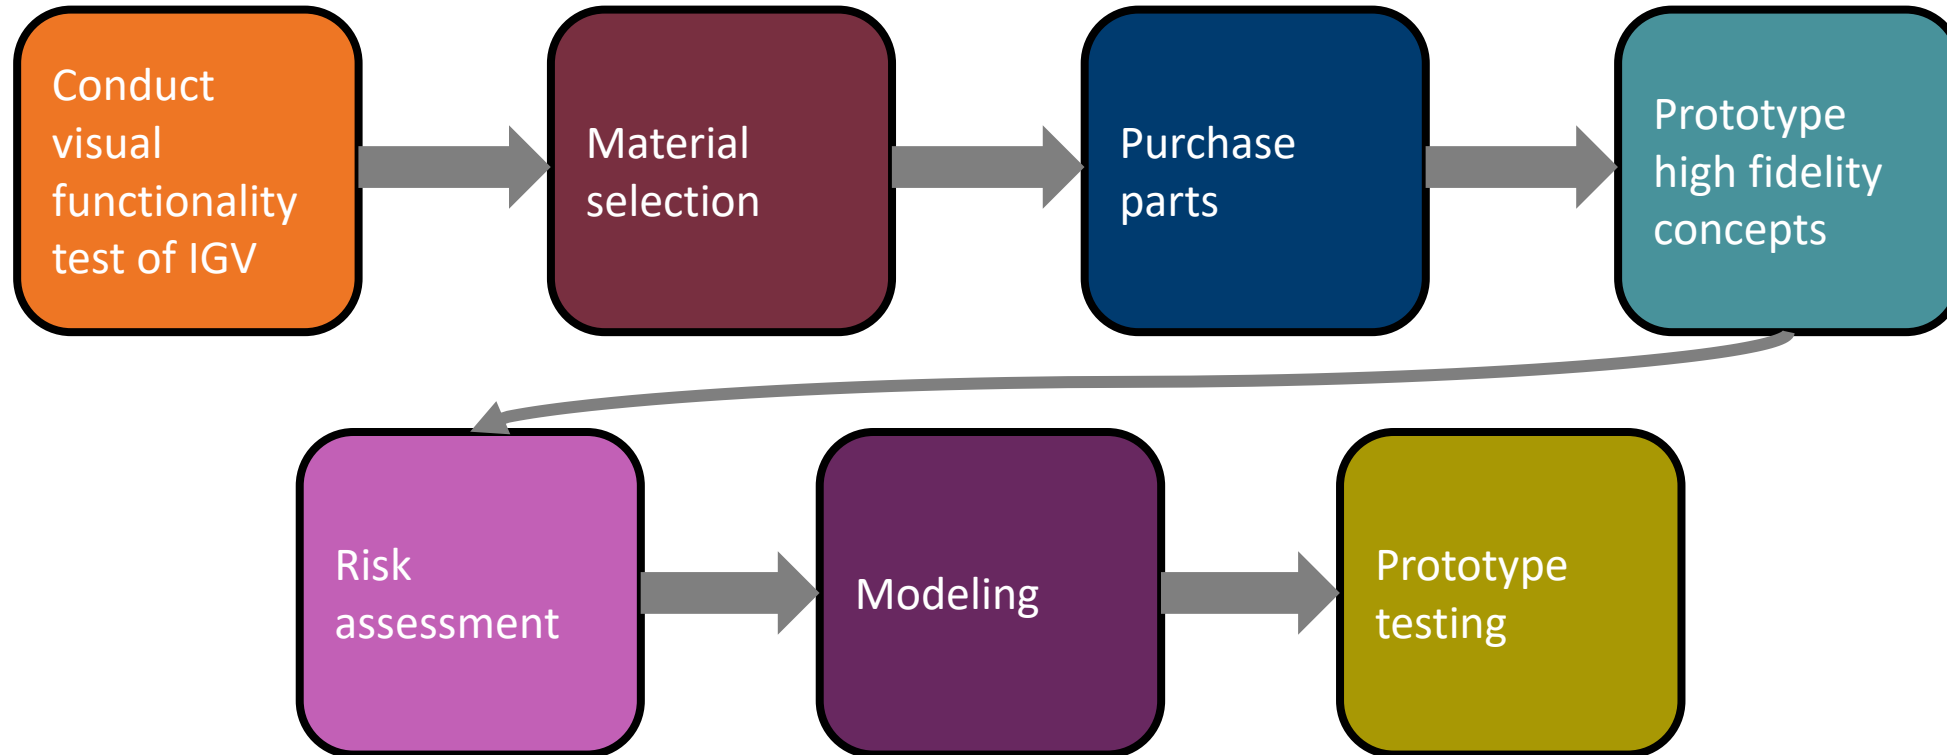 Conduct
visual
functionality
test of IGV
Material
selection
Purchase
parts
Prototype
high fidelity
concepts
Risk
assessment
Modeling
Prototype
testing